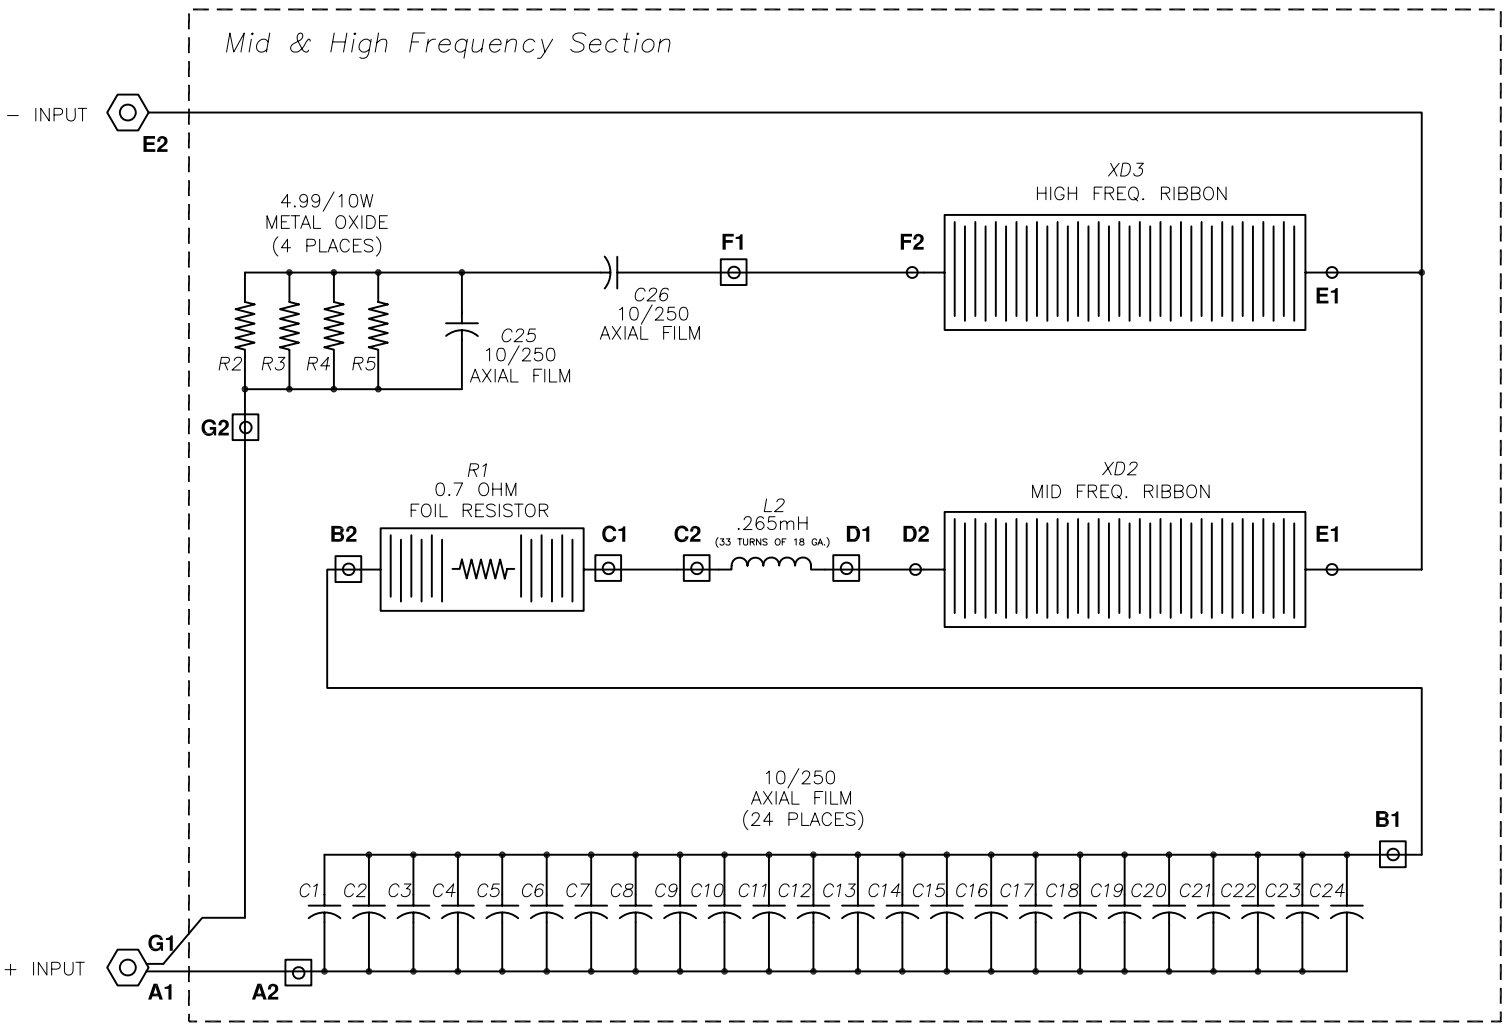 Mid & High Frequency Section
- INPUT
E2
XD3
HIGH FREQ. RIBBON
4.99/10W
METAL OXIDE
(4 PLACES)
F1
F2
E1
C26
10/250
AXIAL FILM
R2
R3
R4
R5
C25
10/250
AXIAL FILM
G2
R1
0.7 OHM
FOIL RESISTOR
XD2
MID FREQ. RIBBON
L2
.265mH
(33 TURNS OF 18 GA.)
B2
C1
C2
D1
D2
E1
10/250
AXIAL FILM
(24 PLACES)
B1
C1 C2 C3 C4 C5 C6 C7 C8 C9 C10 C11 C12 C13 C14 C15 C16 C17 C18 C19 C20 C21 C22 C23 C24
G1
+ INPUT
A1
A2